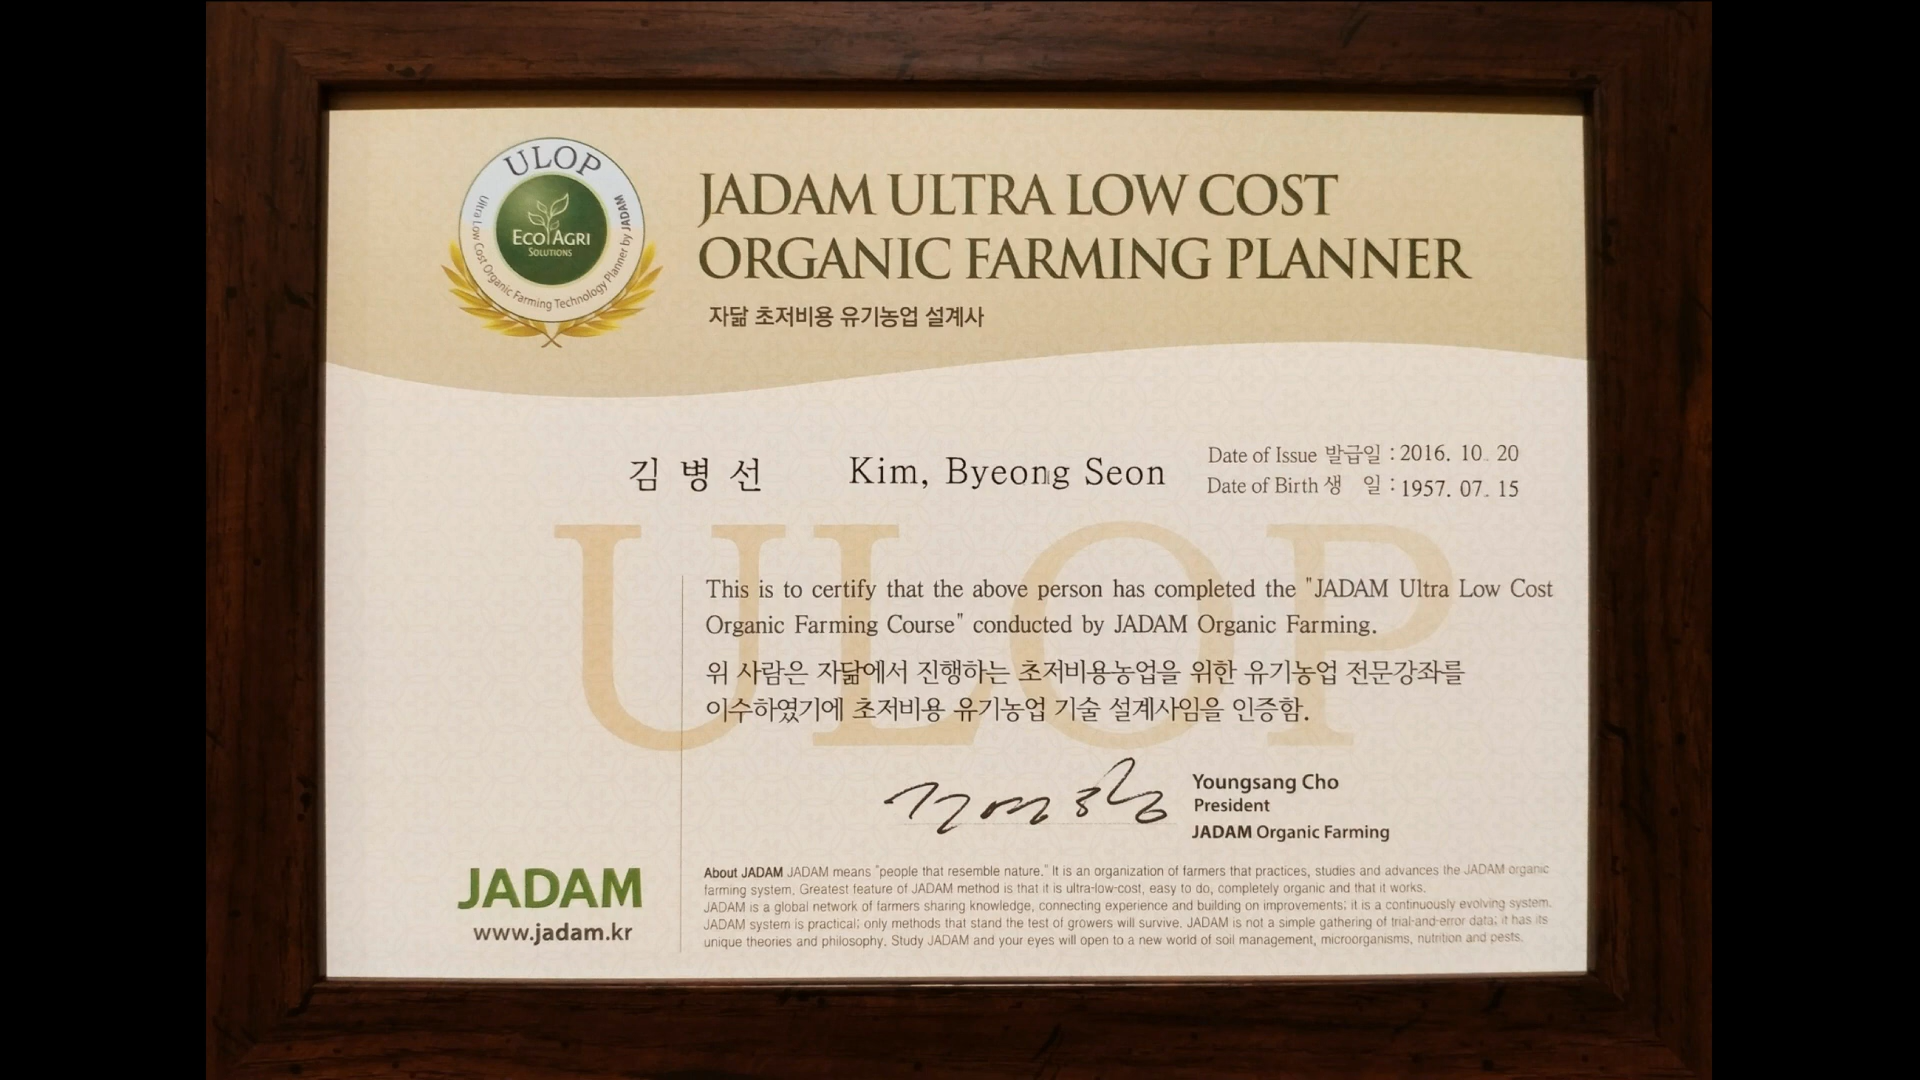 ULOP
ECO AGRI
SOLUTIONS
Ultra Low Cost Organic Farming Technology Planner by JADAM
JADAM ULTRA LOW COST
ORGANIC FARMING PLANNER
자닮 초저비용 유기농업 설계사
김 병 선 Kim, Byeong Seon
Date of Issue 발급일 : 2016. 10. 20
Date of Birth 생 일 : 1957. 07. 15
ULOP
This is to certify that the above person has completed the "JADAM Ultra Low Cost
Organic Farming Course" conducted by JADAM Organic Farming.
위 사람은 자닮에서 진행하는 초저비용농업을 위한 유기농업 전문강좌를
이수하였기에 초저비용 유기농업 기술 설계사임을 인증함.
Youngsang Cho
President
JADAM Organic Farming
JADAM
www.jadam.kr
About JADAM JADAM means "people that resemble nature." It is an organization of farmers that practices, studies and advances the JADAM organic
farming system. Greatest feature of JADAM method is that it is ultra-low-cost, easy to do, completely organic and that it works.
JADAM is a global network of farmers sharing knowledge, connecting experience and building on improvements; it is a continuously evolving system.
JADAM system is practical; only methods that stand the test of growers will survive. JADAM is not a simple gathering of trial-and-error data; it has its
unique theories and philosophy. Study JADAM and your eyes will open to a new world of soil management, microorganisms, nutrition and pests.